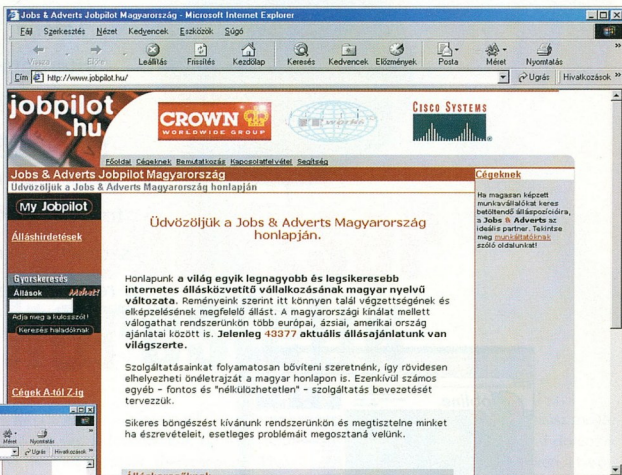 Jobs & Adverts Jobpilot Magyarország - Microsoft Internet Explorer
Fájl Szerkesztés Nézet Kedvencek Eszközök Súgó
Vissza Előre Leállítás Frissítés Kezdőlap Keresés Kedvencek Előzmények Posta Méret Nyomtatás
Cím http://www.jobpilot.hu/ Ugrás Hivatkozások »
jobpilot
.hu
CROWN
WORLDWIDE GROUP
CISCO SYSTEMS
Főoldal Cégeknek Bemutatkozás Kapcsolatfelvétel Segítség
Jobs & Adverts Jobpilot Magyarország
Üdvözöljük a Jobs & Adverts Magyarország honlapján
Cégeknek
Ha magasan képzett
munkavállalókat keres
betöltendő álláspozícióira,
a Jobs & Adverts az
ideális partner. Tekintse
meg munkáltatóknak
szóló oldalunkat!
My Jobpilot
Álláshirdetések
Gyorskeresés
Állások Mehet!
Adja meg a kulcsszót!
Keresés haladóknak
Cégek A-tól Z-ig
Üdvözöljük a Jobs & Adverts Magyarország
honlapján.
Honlapunk a világ egyik legnagyobb és legsikeresebb
internetes állásközvetítő vállalkozásának magyar nyelvű
változata. Reményeink szerint itt könnyen talál végzettségének és
elképzelésének megfelelő állást. A magyarországi kínálat mellett
válogathat rendszerünkön több európai, ázsiai, amerikai ország
ajánlatai között is. Jelenleg 43377 aktuális állásajánlatunk van
világszerte.
Szolgáltatásainkat folyamatosan bővíteni szeretnénk, így rövidesen
elhelyezheti önéletrajzát a magyar honlapon is. Ezenkívül számos
egyéb - fontos és "nélkülözhetetlen" - szolgáltatás bevezetését
tervezzük.
Sikeres böngészést kívánunk rendszerünkön és megtisztelne minket
ha észrevételeit, esetleges problémáit megosztaná velünk.
Méret Nyomtatás
Ugrás Hivatkozások »